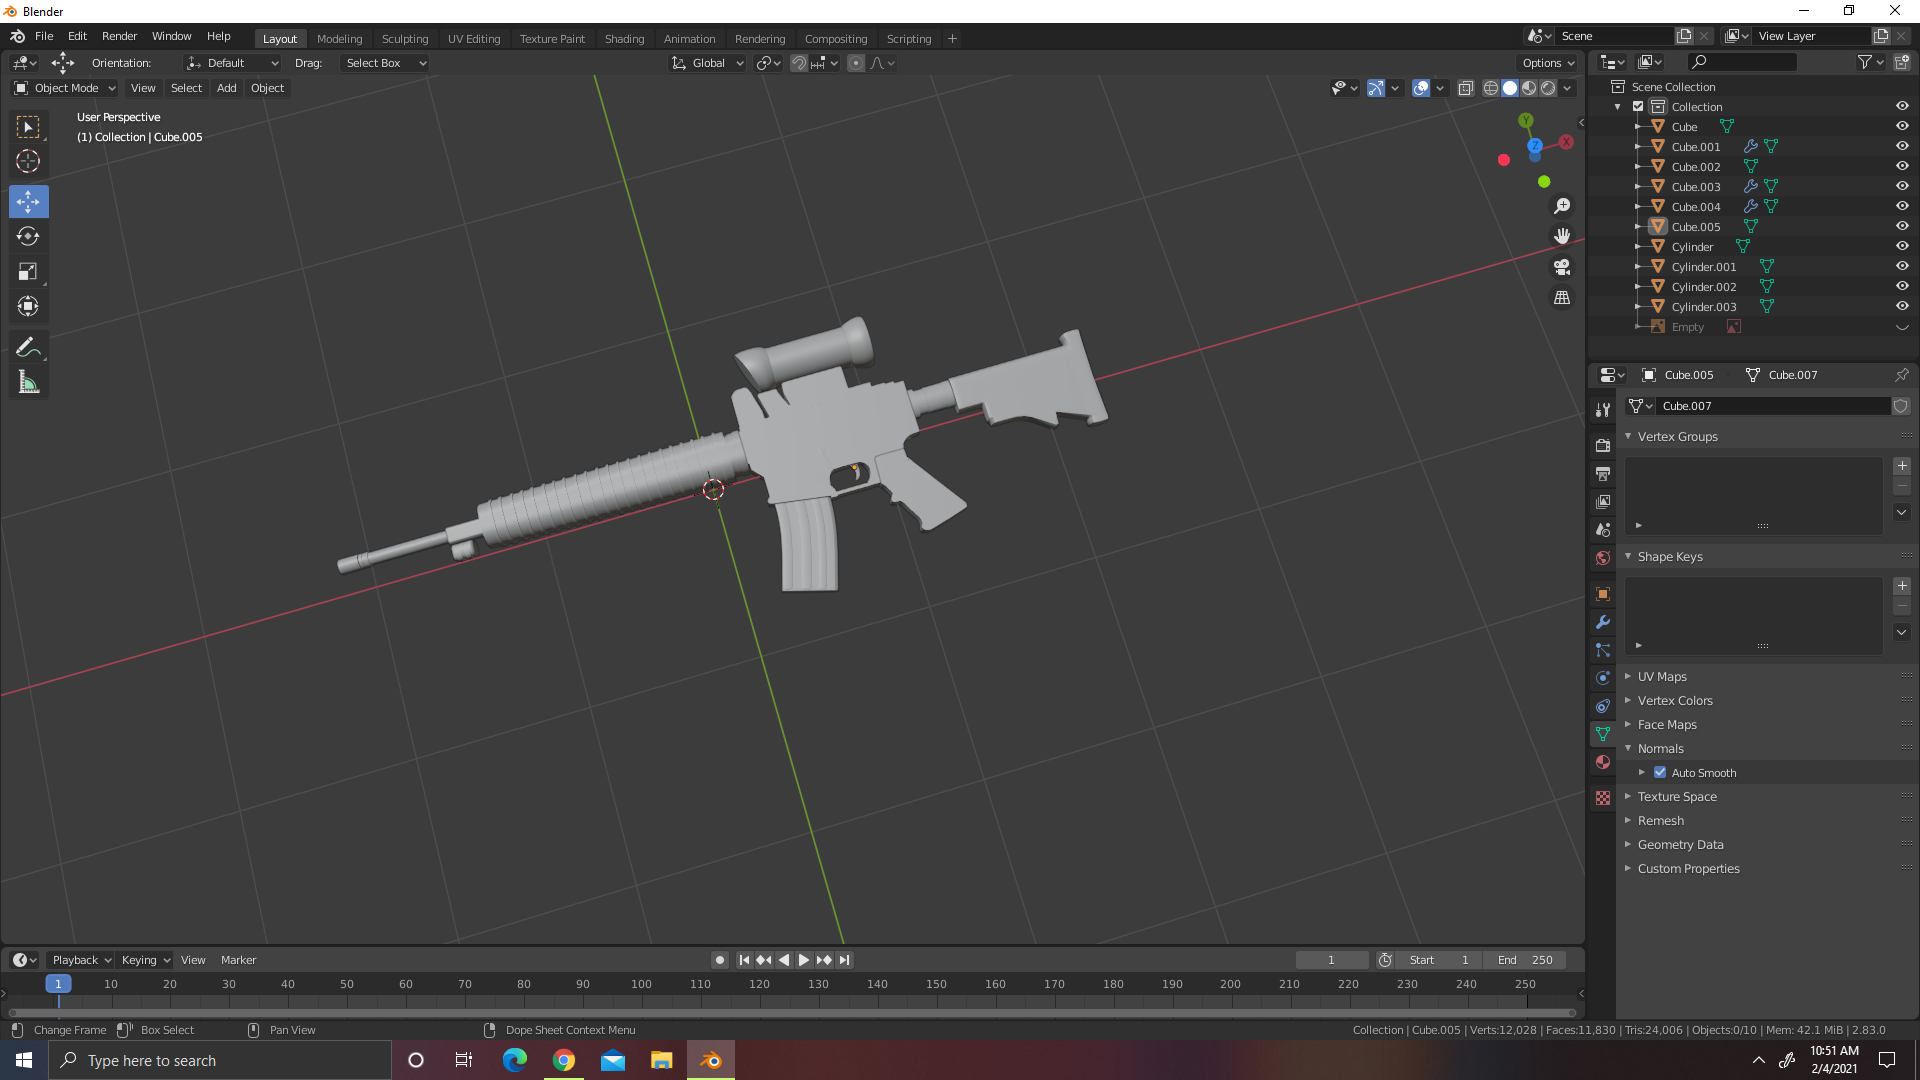 Blender
File Edit Render Window Help
Layout Modeling Sculpting UV Editing Texture Paint Shading Animation Rendering Compositing Scripting +
Scene
View Layer
Orientation: Default Drag: Select Box
Global
Options
Object Mode View Select Add Object
User Perspective
(1) Collection | Cube.005
Y
X
Z
Scene Collection
Collection
Cube
Cube.001
Cube.002
Cube.003
Cube.004
Cube.005
Cylinder
Cylinder.001
Cylinder.002
Cylinder.003
Empty
Cube.005 Cube.007
Cube.007
Vertex Groups
Shape Keys
UV Maps
Vertex Colors
Face Maps
Normals
Auto Smooth
Texture Space
Remesh
Geometry Data
Custom Properties
Playback Keying View Marker
1 Start 1 End 250
1 10 20 30 40 50 60 70 80 90 100 110 120 130 140 150 160 170 180 190 200 210 220 230 240 250
Change Frame Box Select Pan View Dope Sheet Context Menu
Collection | Cube.005 | Verts:12,028 | Faces:11,830 | Tris:24,006 | Objects:0/10 | Mem: 42.1 MiB | 2.83.0
Type here to search
10:51 AM
2/4/2021